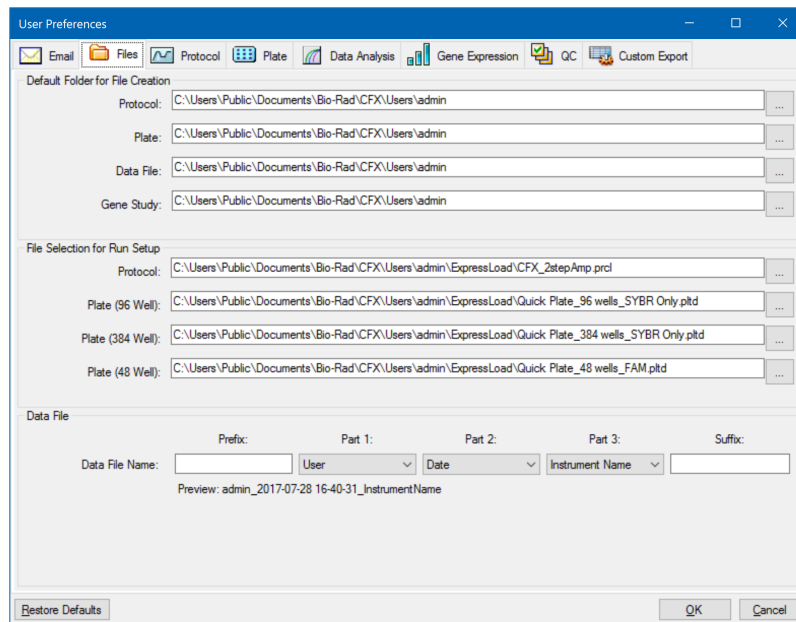 User Preferences
Email Files Protocol Plate Data Analysis Gene Expression QC Custom Export
Default Folder for File Creation
Protocol: C:\Users\Public\Documents\Bio-Rad\CFX\Users\admin ...
Plate: C:\Users\Public\Documents\Bio-Rad\CFX\Users\admin ...
Data File: C:\Users\Public\Documents\Bio-Rad\CFX\Users\admin ...
Gene Study: C:\Users\Public\Documents\Bio-Rad\CFX\Users\admin ...
File Selection for Run Setup
Protocol: C:\Users\Public\Documents\Bio-Rad\CFX\Users\admin\ExpressLoad\CFX_2stepAmp.prcl ...
Plate (96 Well): C:\Users\Public\Documents\Bio-Rad\CFX\Users\admin\ExpressLoad\Quick Plate_96 wells_SYBR Only.pltd ...
Plate (384 Well): C:\Users\Public\Documents\Bio-Rad\CFX\Users\admin\ExpressLoad\Quick Plate_384 wells_SYBR Only.pltd ...
Plate (48 Well): C:\Users\Public\Documents\Bio-Rad\CFX\Users\admin\ExpressLoad\Quick Plate_48 wells_FAM.pltd ...
Data File
Prefix: Part 1: Part 2: Part 3: Suffix:
Data File Name: User Date Instrument Name
Preview: admin_2017-07-28 16-40-31_InstrumentName
Restore Defaults OK Cancel